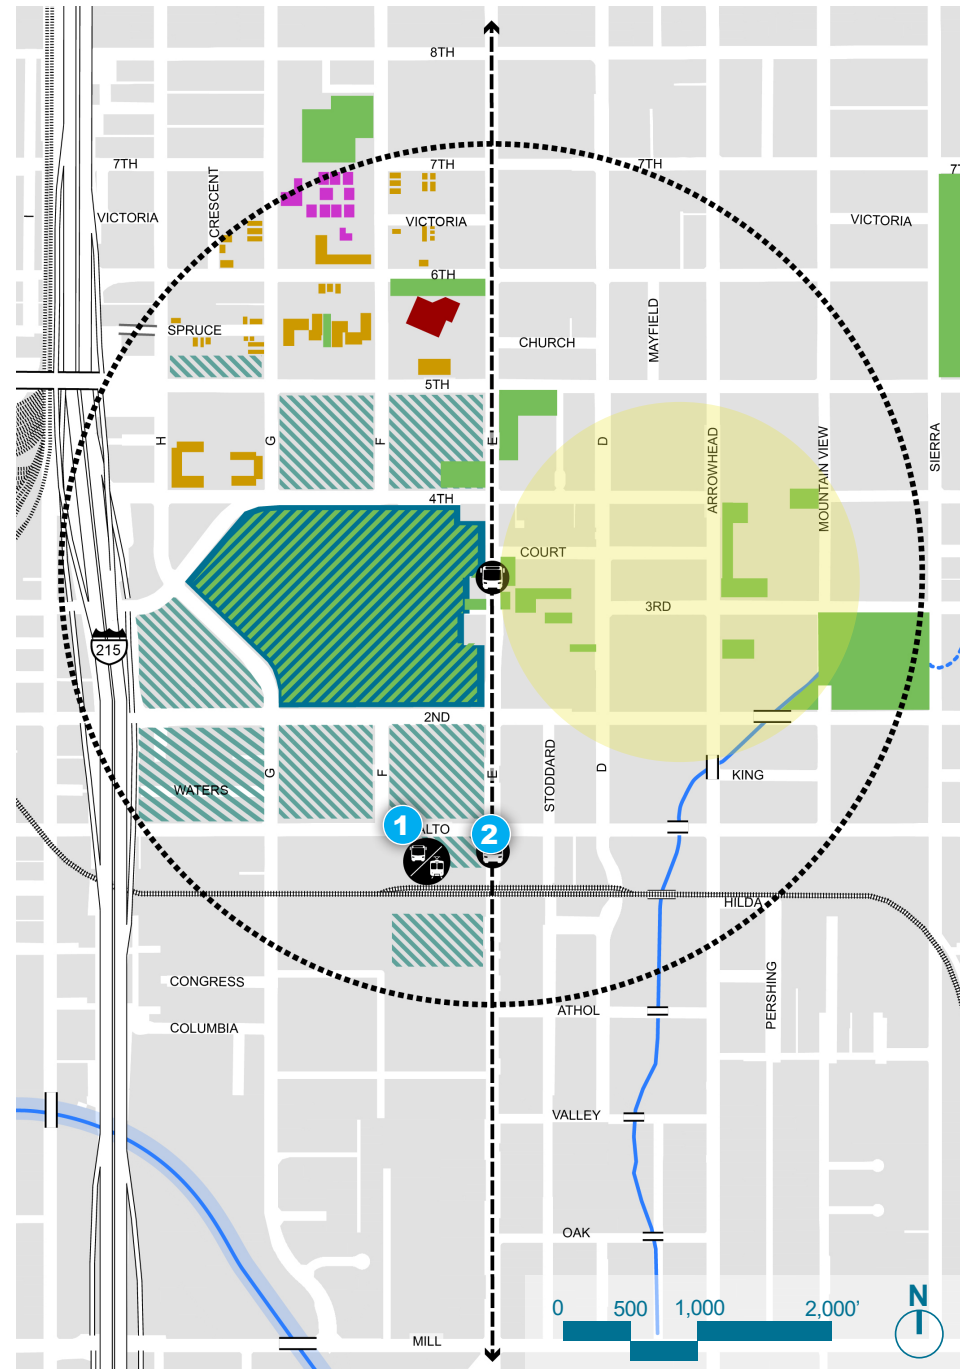 8TH
7TH
7TH
7TH
7T
I
VICTORIA
CRESCENT
VICTORIA
VICTORIA
6TH
SPRUCE
CHURCH
MAYFIELD
5TH
H
G
F
E
D
ARROWHEAD
MOUNTAIN VIEW
SIERRA
4TH
COURT
3RD
215
2ND
G
F
E
STODDARD
D
KING
WATERS
1
ALTO
2
HILDA
CONGRESS
PERSHING
ATHOL
COLUMBIA
VALLEY
OAK
0 500 1,000 2,000'
N
MILL